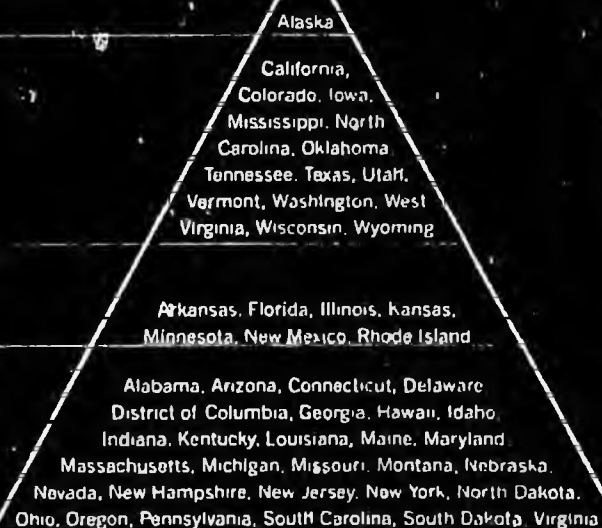 Alaska
California,
Colorado, Iowa,
Mississippi, North
Carolina, Oklahoma
Tennessee, Texas, Utah,
Vermont, Washington, West
Virginia, Wisconsin, Wyoming
Arkansas, Florida, Illinois, Kansas,
Minnesota, New Mexico, Rhode Island
Alabama, Arizona, Connecticut, Delaware
District of Columbia, Georgia, Hawaii, Idaho
Indiana, Kentucky, Louisiana, Maine, Maryland
Massachusetts, Michigan, Missouri, Montana, Nebraska,
Nevada, New Hampshire, New Jersey, New York, North Dakota,
Ohio, Oregon, Pennsylvania, South Carolina, South Dakota, Virginia